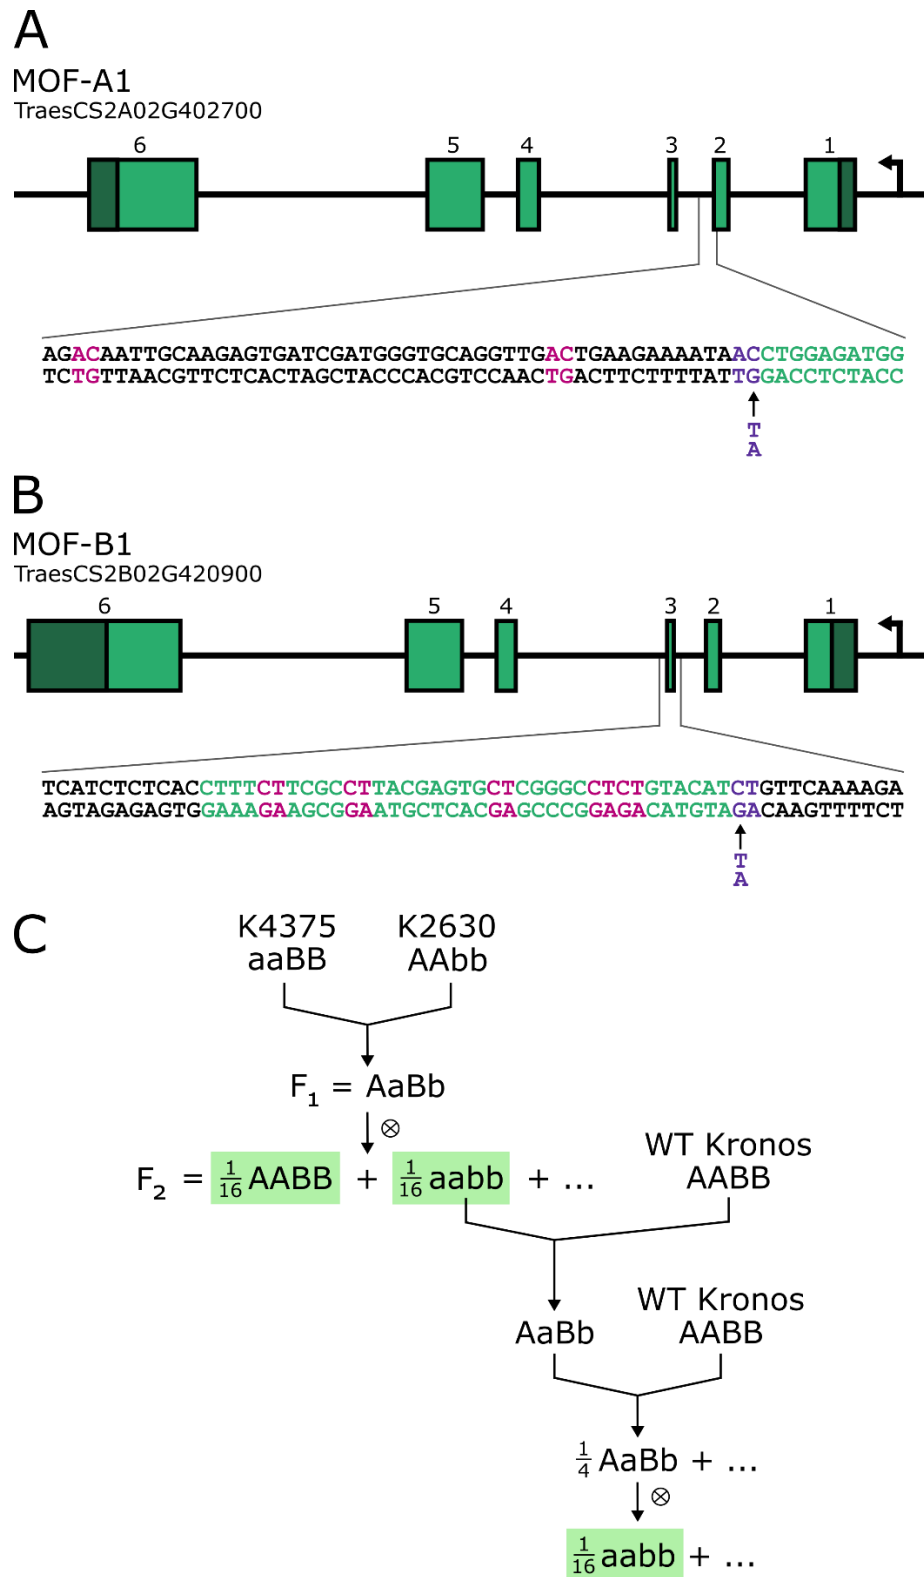 A
MOF-A1
TraesCS2A02G402700
6 5 4 3 2 1
AGACAATTGCAAGAGTGATCGATGGGTGCAGGTTGACTGAAGAAAATAACCTGGAGATGG
TCTGTTAACGTTCTCACTAGCTACCCACGTCCAACTGACTTCTTTTATTGGACCTCTACC
T
A
B
MOF-B1
TraesCS2B02G420900
6 5 4 3 2 1
TCATCTCTCACCTTTCTTCGCCTTACGAGTGCTCGGGCCTCTGTACATCTGTTCAAAAGA
AGTAGAGAGTGGAAAGAAGCGGAATGCTCACGAGCCCGGAGACATGTAGACAAGTTTTCT
T
A
C
K4375 K2630
aaBB AAbb
F1 = AaBb
⊗
WT Kronos
AABB
F2 = 1/16 AABB + 1/16 aabb + ...
WT Kronos
AaBb AABB
1/4 AaBb + ...
⊗
1/16 aabb + ...